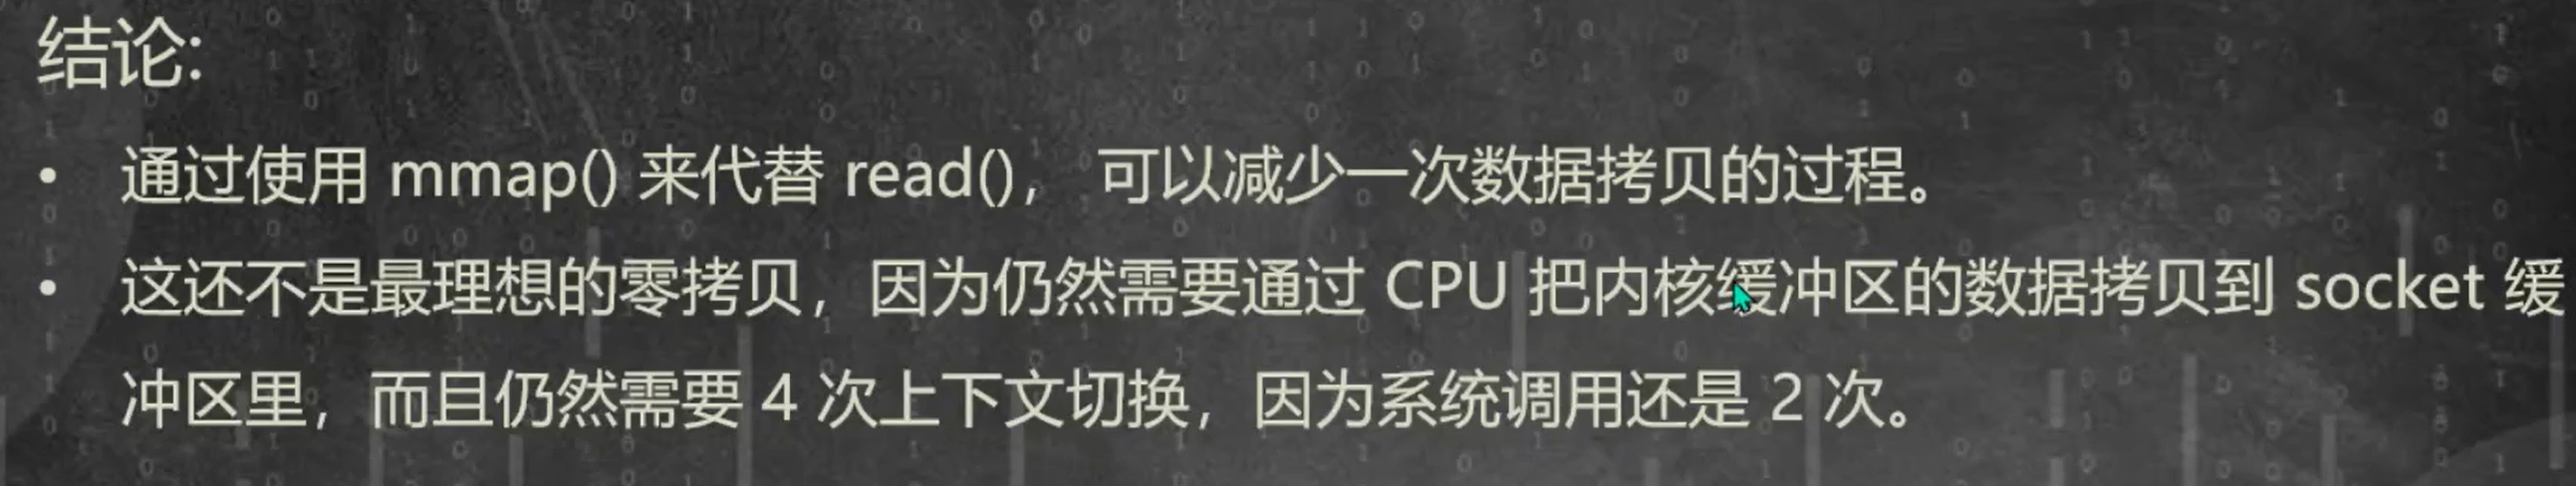 结论:
• 通过使用 mmap() 来代替 read()， 可以减少一次数据拷贝的过程。
• 这还不是最理想的零拷贝，因为仍然需要通过 CPU 把内核缓冲区的数据拷贝到 socket 缓
冲区里，而且仍然需要 4 次上下文切换，因为系统调用还是 2 次。